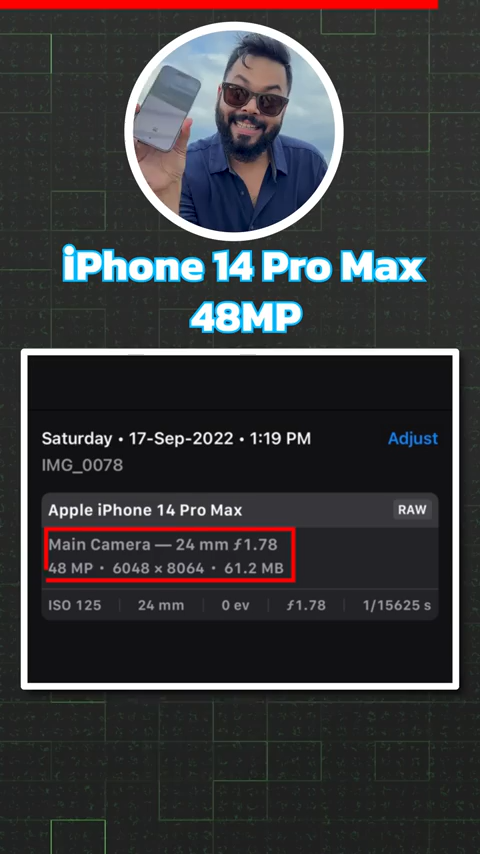 iPhone 14 Pro Max
48MP
Saturday • 17-Sep-2022 • 1:19 PM Adjust
IMG_0078
Apple iPhone 14 Pro Max RAW
Main Camera — 24 mm ƒ1.78
48 MP • 6048 × 8064 • 61.2 MB
ISO 125 24 mm 0 ev ƒ1.78 1/15625 s